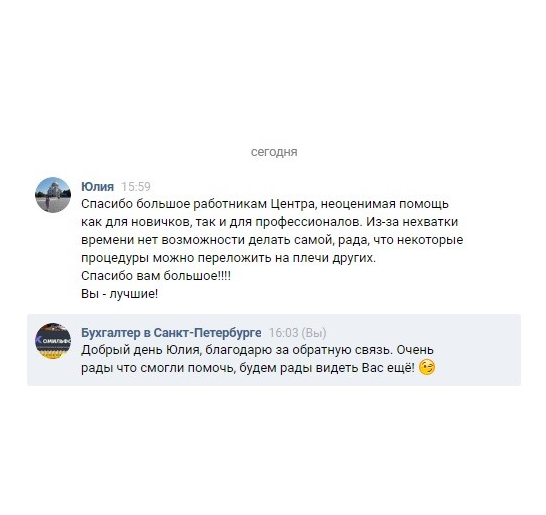 сегодня
Юлия 15:59
Спасибо большое работникам Центра, неоценимая помощь
как для новичков, так и для профессионалов. Из-за нехватки
времени нет возможности делать самой, рада, что некоторые
процедуры можно переложить на плечи других.
Спасибо вам большое!!!!
Вы - лучшие!
Бухгалтер в Санкт-Петербурге 16:03 (Вы)
Добрый день Юлия, благодарю за обратную связь. Очень
рады что смогли помочь, будем рады видеть Вас ещё! 😉